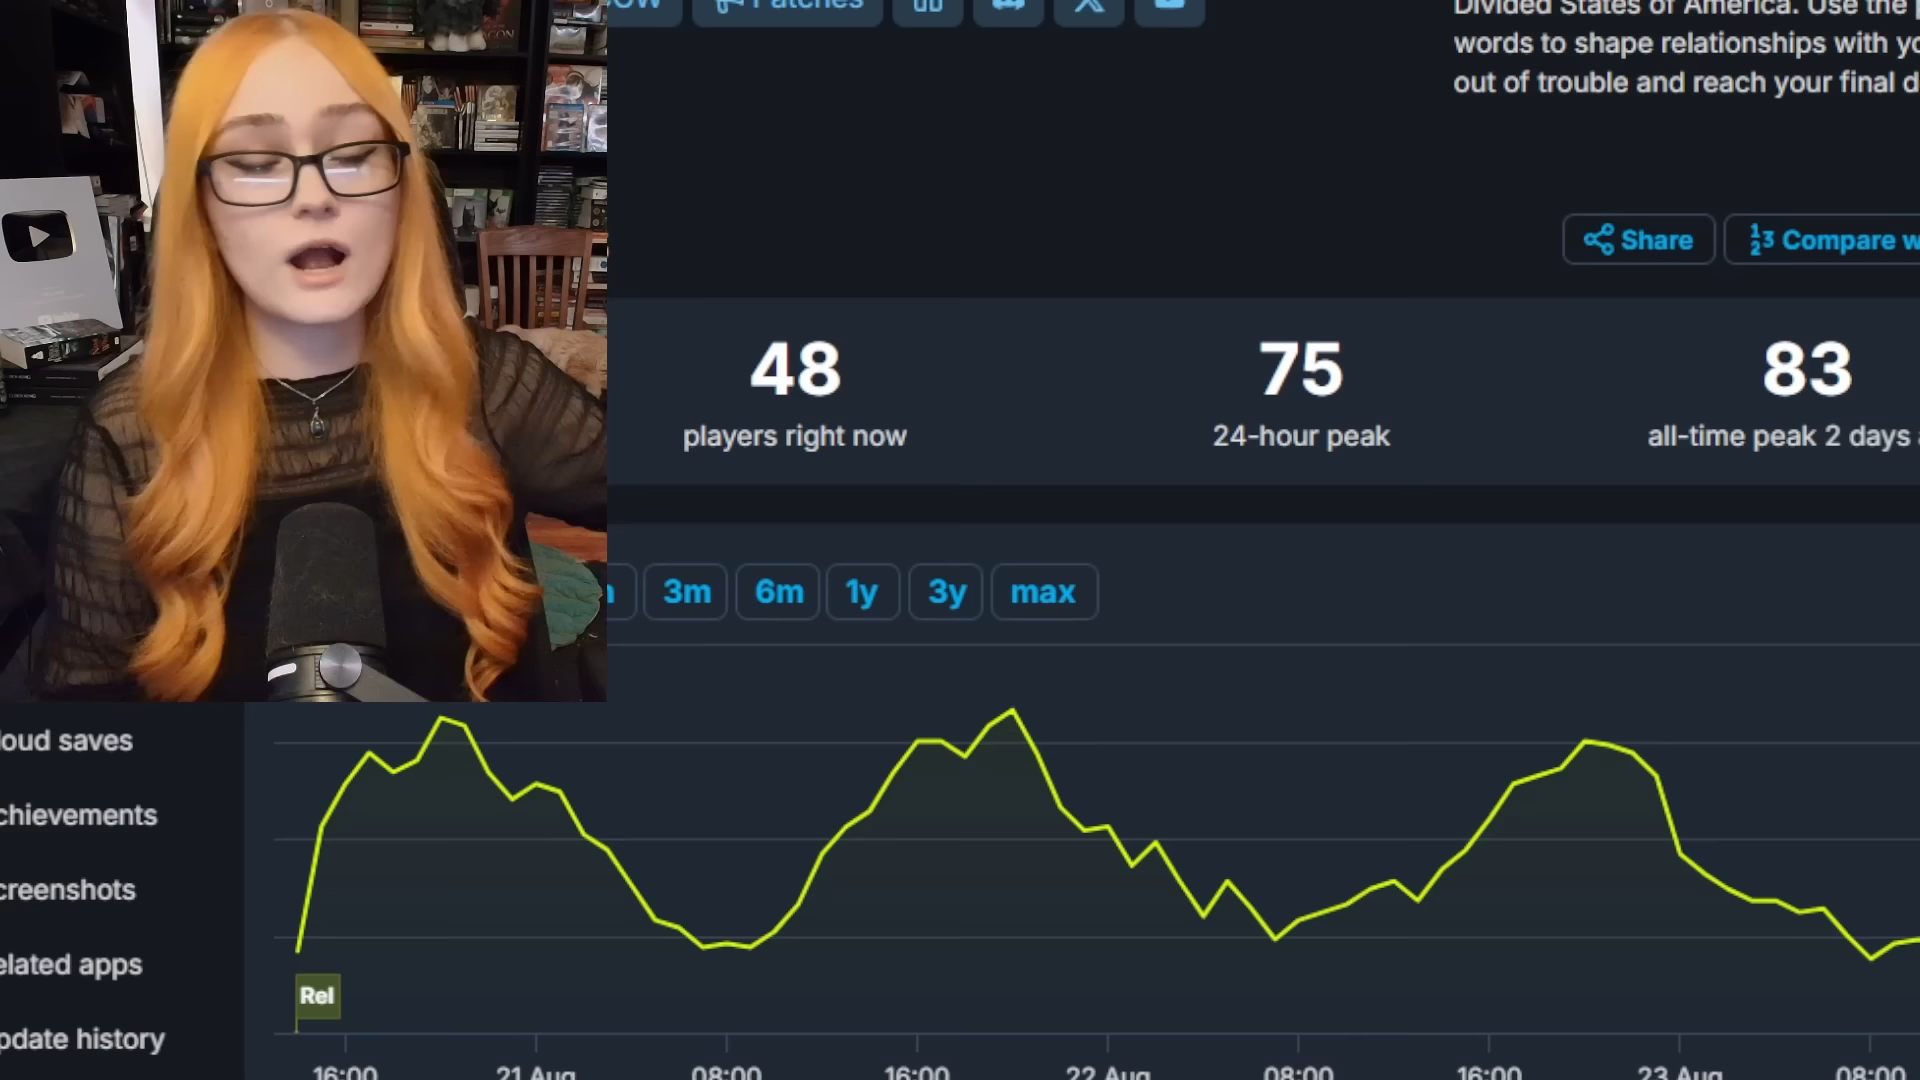 Patches
Divided States of America. Use the
words to shape relationships with yo
out of trouble and reach your final d
Share
Compare w
48
players right now
75
24-hour peak
83
all-time peak 2 days
3m
6m
1y
3y
max
loud saves
chievements
creenshots
elated apps
pdate history
Rel
16:00
21 Aug
08:00
16:00
22 Aug
08:00
16:00
23 Aug
08:00